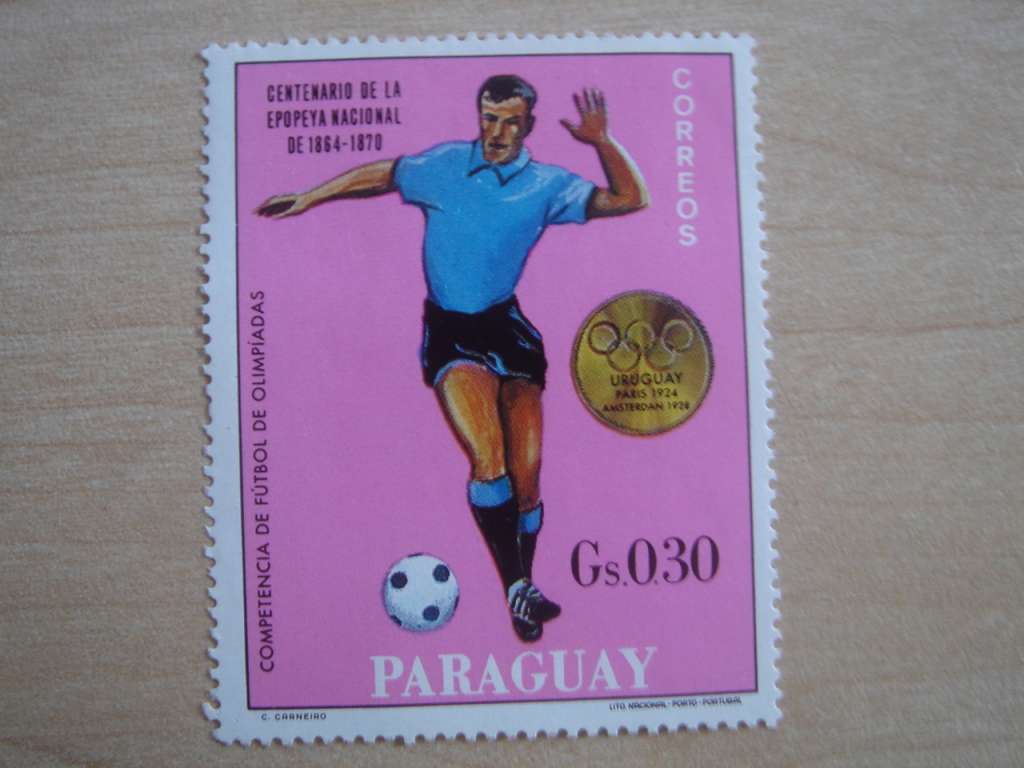 CENTENARIO DE LA
EPOPEYA NACIONAL
DE 1864-1870
CORREOS
COMPETENCIA DE FÚTBOL DE OLIMPÍADAS
URUGUAY
PARIS 1924
AMSTERDAN 1928
Gs.0.30
PARAGUAY
C. CARNEIRO
LITO. NACIONAL - PORTO - PORTUGAL